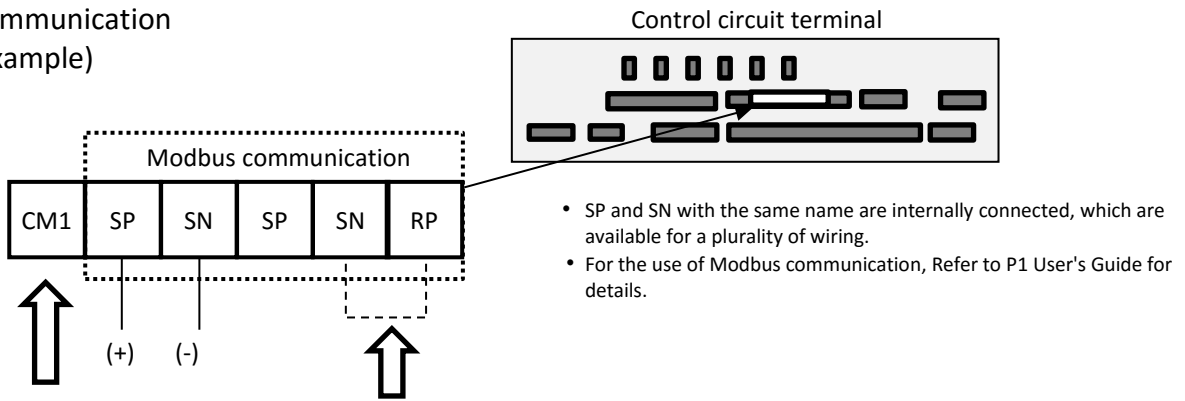 Control circuit terminal
Modbus communication
CM1 SP SN SP SN RP
(+) (-)
• SP and SN with the same name are internally connected, which are
available for a plurality of wiring.
• For the use of Modbus communication, Refer to P1 User's Guide for
details.